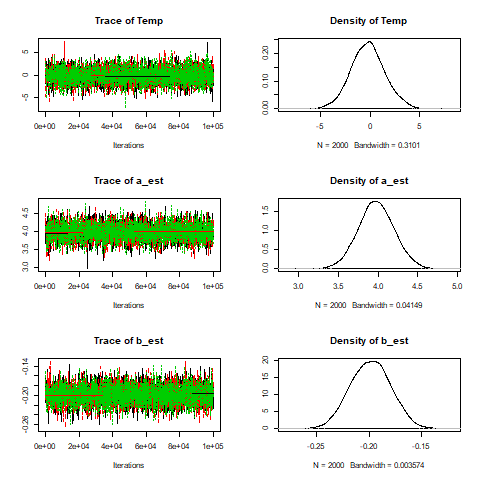 Trace of Temp
5
0
-5
0e+00 2e+04 4e+04 6e+04 8e+04 1e+05
Iterations
Density of Temp
0.20
0.10
0.00
-5 0 5
N = 2000 Bandwidth = 0.3101
Trace of a_est
4.5
4.0
3.5
3.0
0e+00 2e+04 4e+04 6e+04 8e+04 1e+05
Iterations
Density of a_est
1.5
1.0
0.5
0.0
3.0 3.5 4.0 4.5 5.0
N = 2000 Bandwidth = 0.04149
Trace of b_est
-0.14
-0.20
-0.26
0e+00 2e+04 4e+04 6e+04 8e+04 1e+05
Iterations
Density of b_est
20
15
10
5
0
-0.25 -0.20 -0.15
N = 2000 Bandwidth = 0.003574